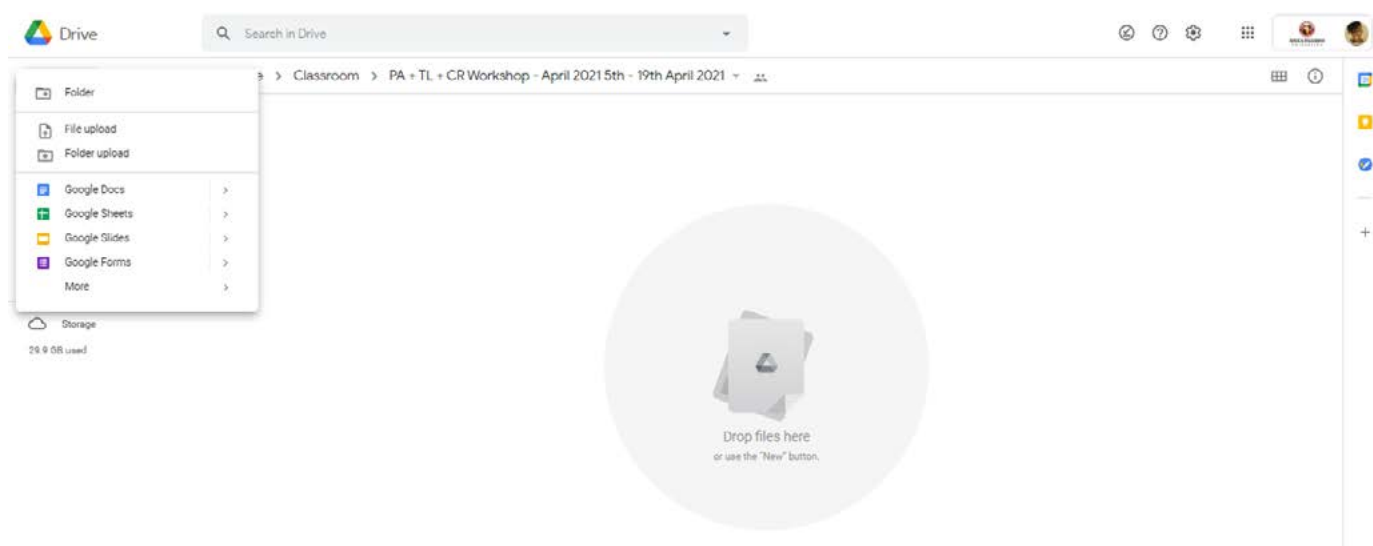 Drive
Search in Drive
e > Classroom > PA + TL + CR Workshop - April 2021 5th - 19th April 2021
Folder
File upload
Folder upload
Google Docs
Google Sheets
Google Slides
Google Forms
More
Storage
29.9 GB used
Drop files here
or use the "New" button.